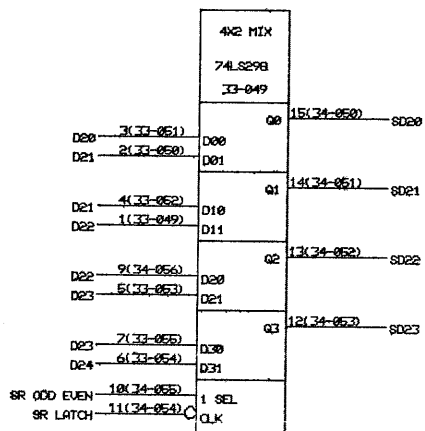 4X2 MIX
74LS298
33-049
Q0 15(34-050) SD20
D20 3(33-051) D00
D21 2(33-050) D01
Q1 14(34-051) SD21
D21 4(33-052) D10
D22 1(33-049) D11
Q2 13(34-052) SD22
D22 9(34-056) D20
D23 5(33-053) D21
Q3 12(34-053) SD23
D23 7(33-055) D30
D24 6(33-054) D31
SR ODD EVEN 10(34-055) 1 SEL
SR LATCH 11(34-054) CLK